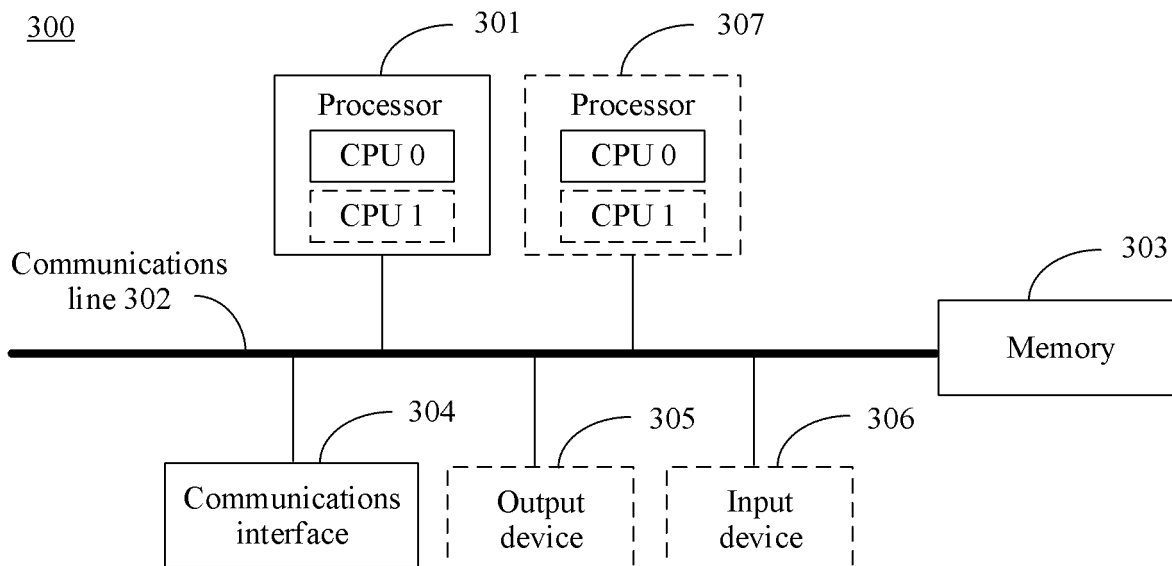 300
301
307
Processor
CPU 0
CPU 1
Processor
CPU 0
CPU 1
Communications
line 302
303
Memory
304
Communications
interface
305
Output
device
306
Input
device